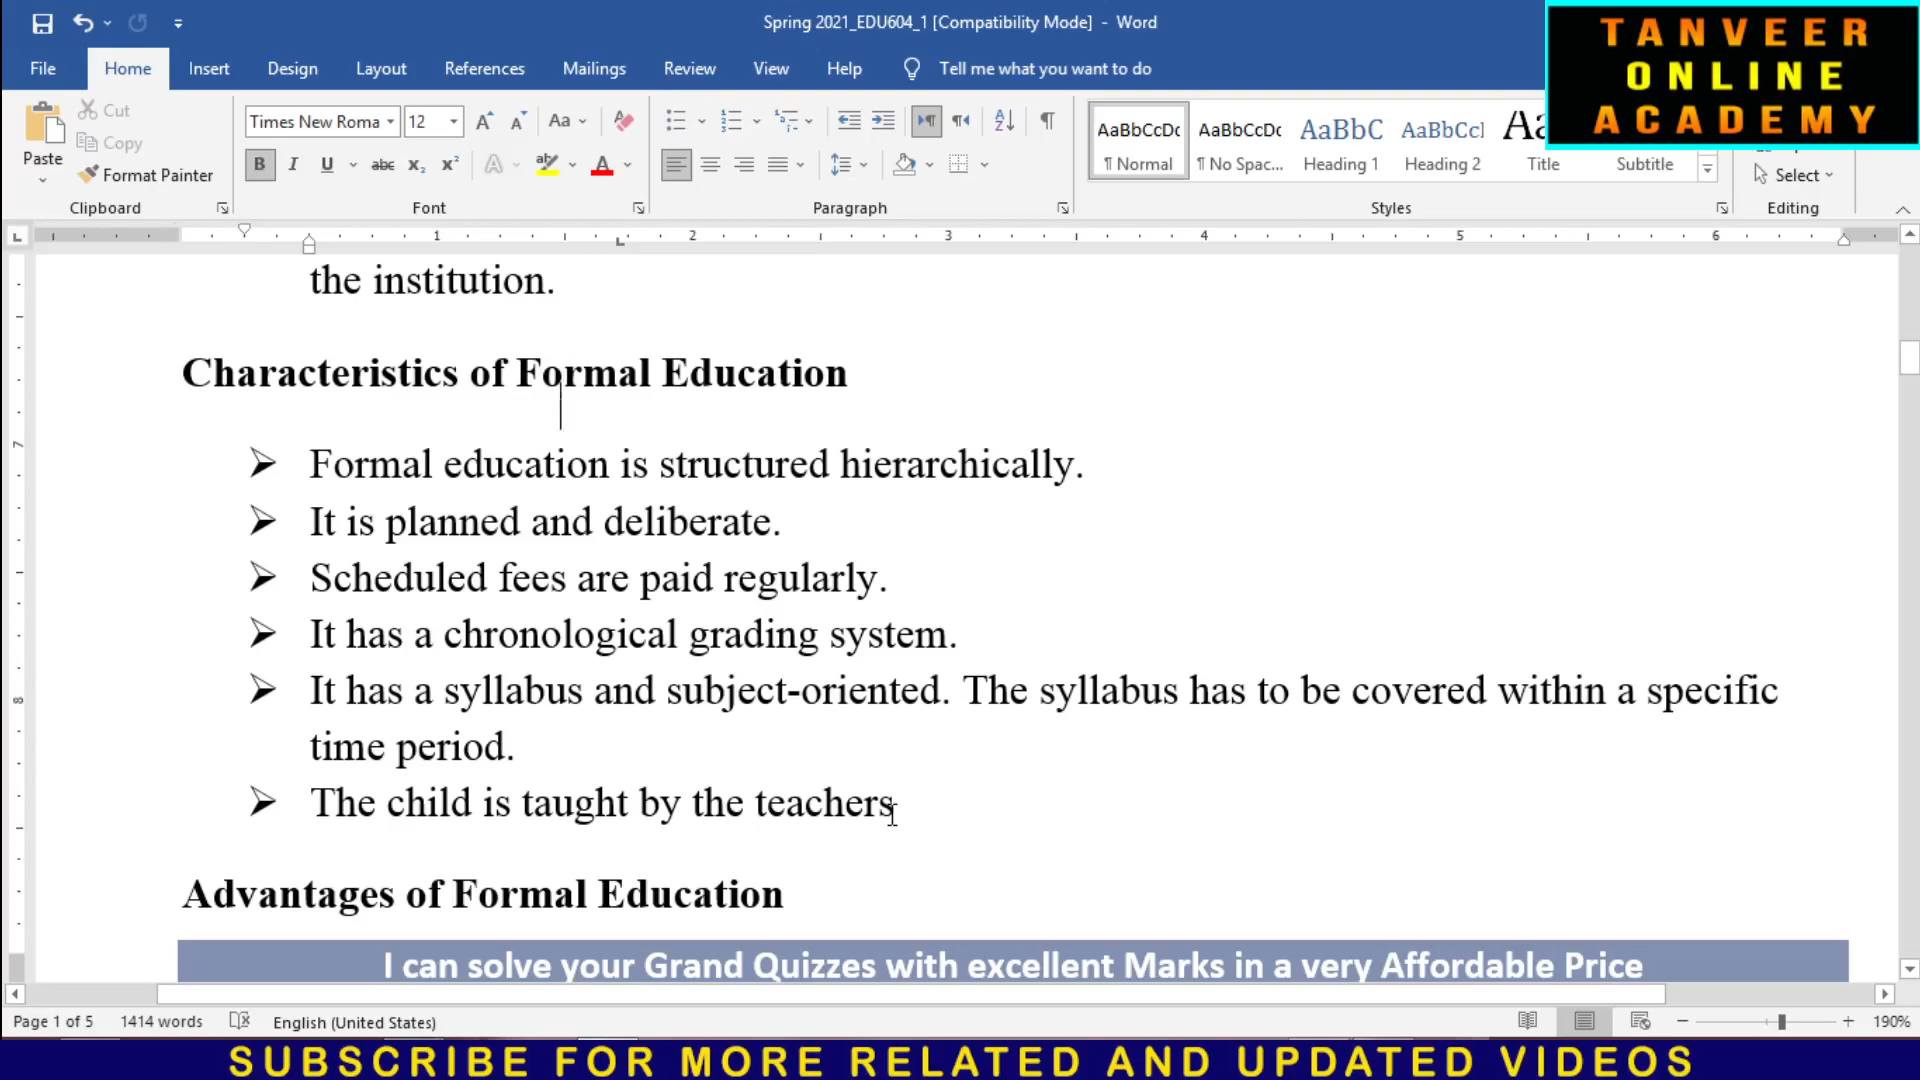 Spring 2021_EDU604_1 [Compatibility Mode] - Word
TANVEER
ONLINE
ACADEMY
File Home Insert Design Layout References Mailings Review View Help Tell me what you want to do
Paste
Cut
Copy
Format Painter
Clipboard
Times New Roma 12
Font
Paragraph
AaBbCcDc AaBbCcDc AaBbC AaBbCcI Aa
¶ Normal ¶ No Spac... Heading 1 Heading 2 Title Subtitle
Styles
Select
Editing
1 2 3 4 5 6
the institution.
Characteristics of Formal Education
➢ Formal education is structured hierarchically.
➢ It is planned and deliberate.
➢ Scheduled fees are paid regularly.
➢ It has a chronological grading system.
➢ It has a syllabus and subject-oriented. The syllabus has to be covered within a specific
time period.
➢ The child is taught by the teachers
Advantages of Formal Education
I can solve your Grand Quizzes with excellent Marks in a very Affordable Price
Page 1 of 5 1414 words English (United States) 190%
SUBSCRIBE FOR MORE RELATED AND UPDATED VIDEOS